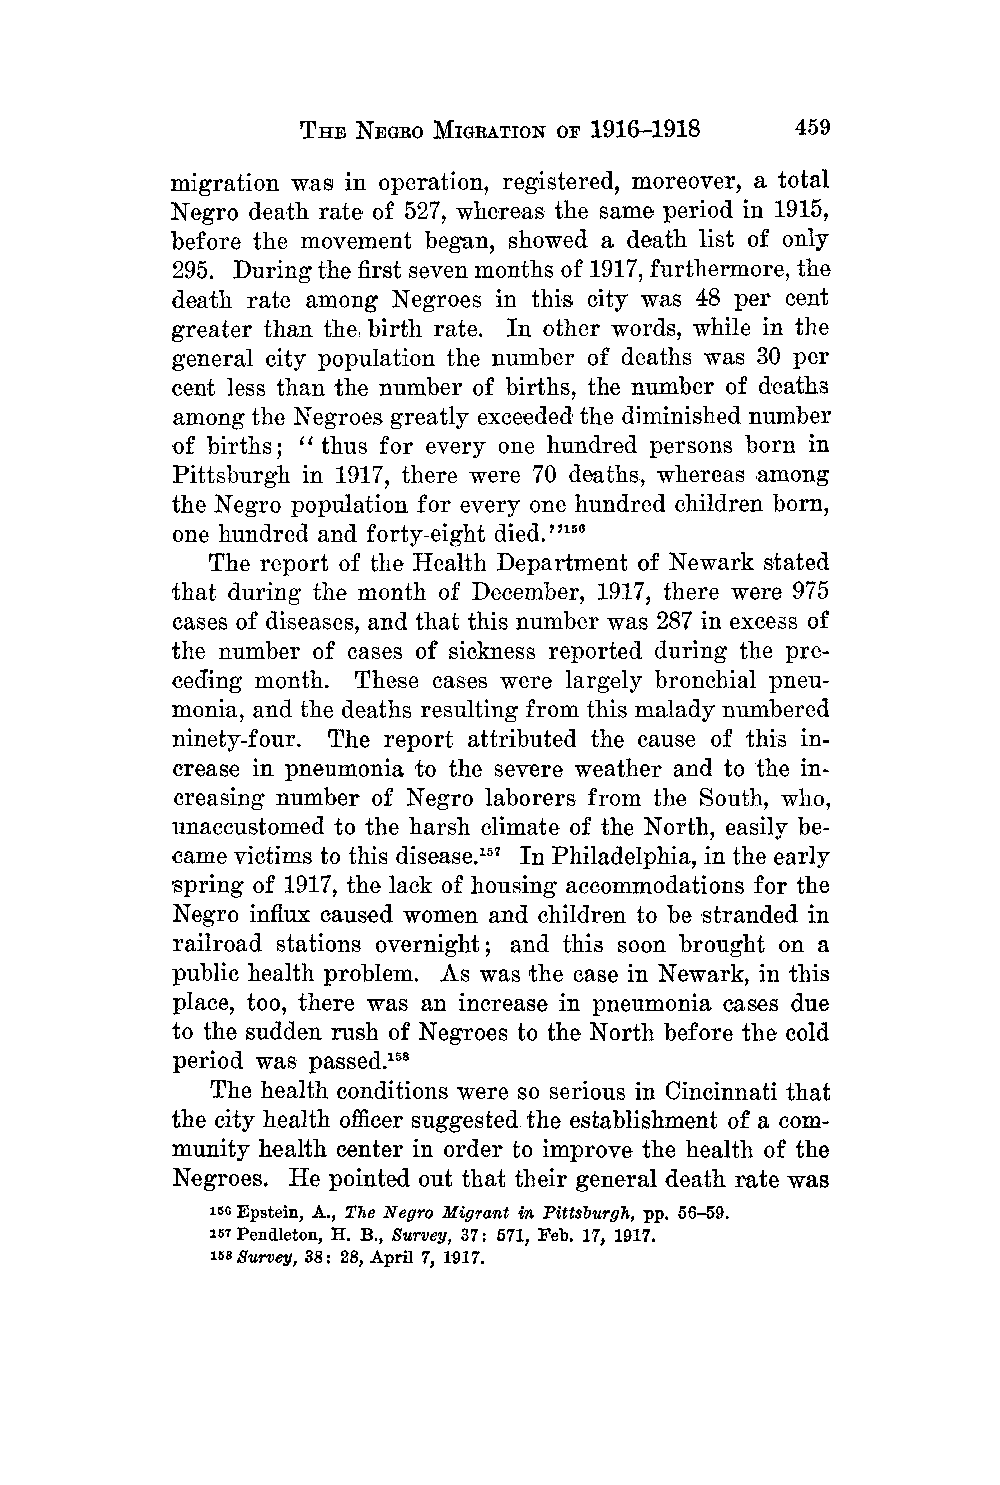 THE NEGRO MIGRATION OF 1916–1918 459
migration was in operation, registered, moreover, a total
Negro death rate of 527, whereas the same period in 1915,
before the movement began, showed a death list of only
295. During the first seven months of 1917, furthermore, the
death rate among Negroes in this city was 48 per cent
greater than the birth rate. In other words, while in the
general city population the number of deaths was 30 per
cent less than the number of births, the number of deaths
among the Negroes greatly exceeded the diminished number
of births; “thus for every one hundred persons born in
Pittsburgh in 1917, there were 70 deaths, whereas among
the Negro population for every one hundred children born,
one hundred and forty-eight died.”¹⁵⁶
The report of the Health Department of Newark stated
that during the month of December, 1917, there were 975
cases of diseases, and that this number was 287 in excess of
the number of cases of sickness reported during the pre-
ceding month. These cases were largely bronchial pneu-
monia, and the deaths resulting from this malady numbered
ninety-four. The report attributed the cause of this in-
crease in pneumonia to the severe weather and to the in-
creasing number of Negro laborers from the South, who,
unaccustomed to the harsh climate of the North, easily be-
came victims to this disease.¹⁵⁷ In Philadelphia, in the early
spring of 1917, the lack of housing accommodations for the
Negro influx caused women and children to be stranded in
railroad stations overnight; and this soon brought on a
public health problem. As was the case in Newark, in this
place, too, there was an increase in pneumonia cases due
to the sudden rush of Negroes to the North before the cold
period was passed.¹⁵⁸
The health conditions were so serious in Cincinnati that
the city health officer suggested the establishment of a com-
munity health center in order to improve the health of the
Negroes. He pointed out that their general death rate was
¹⁵⁶ Epstein, A., The Negro Migrant in Pittsburgh, pp. 56–59.
¹⁵⁷ Pendleton, H. B., Survey, 37: 571, Feb. 17, 1917.
¹⁵⁸ Survey, 38: 28, April 7, 1917.